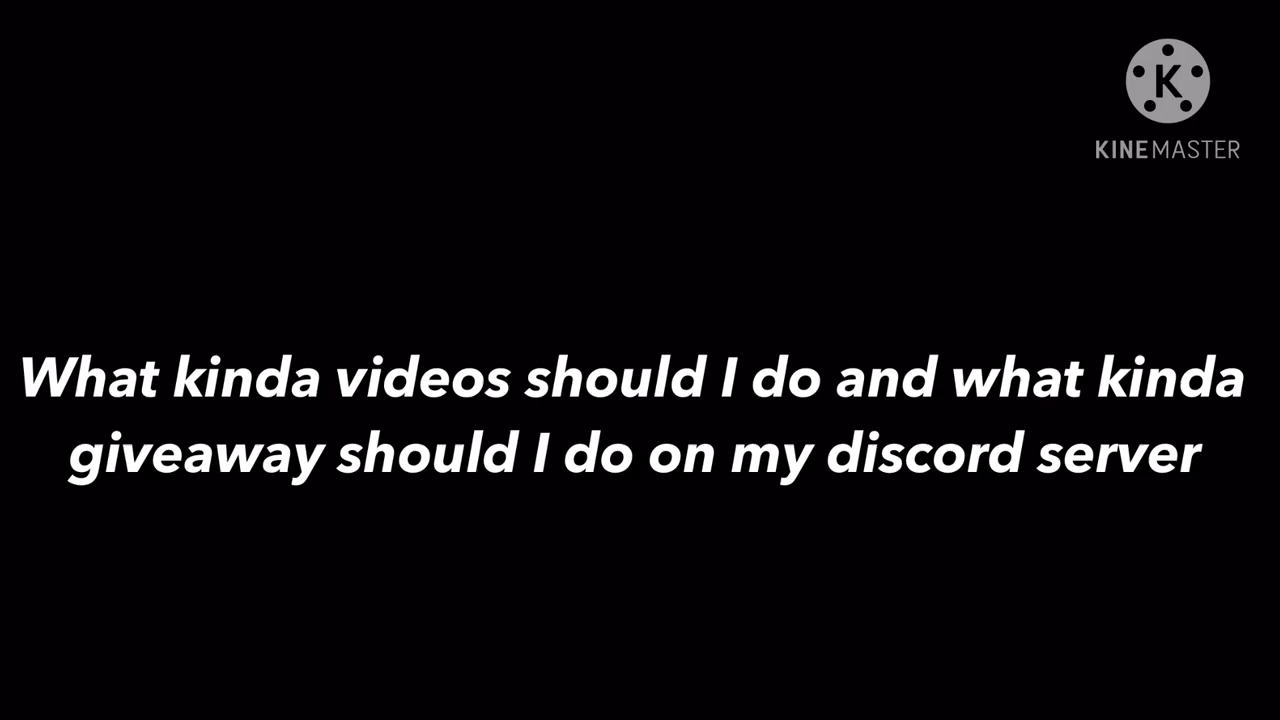 K
KINEMASTER
What kinda videos should I do and what kinda
giveaway should I do on my discord server